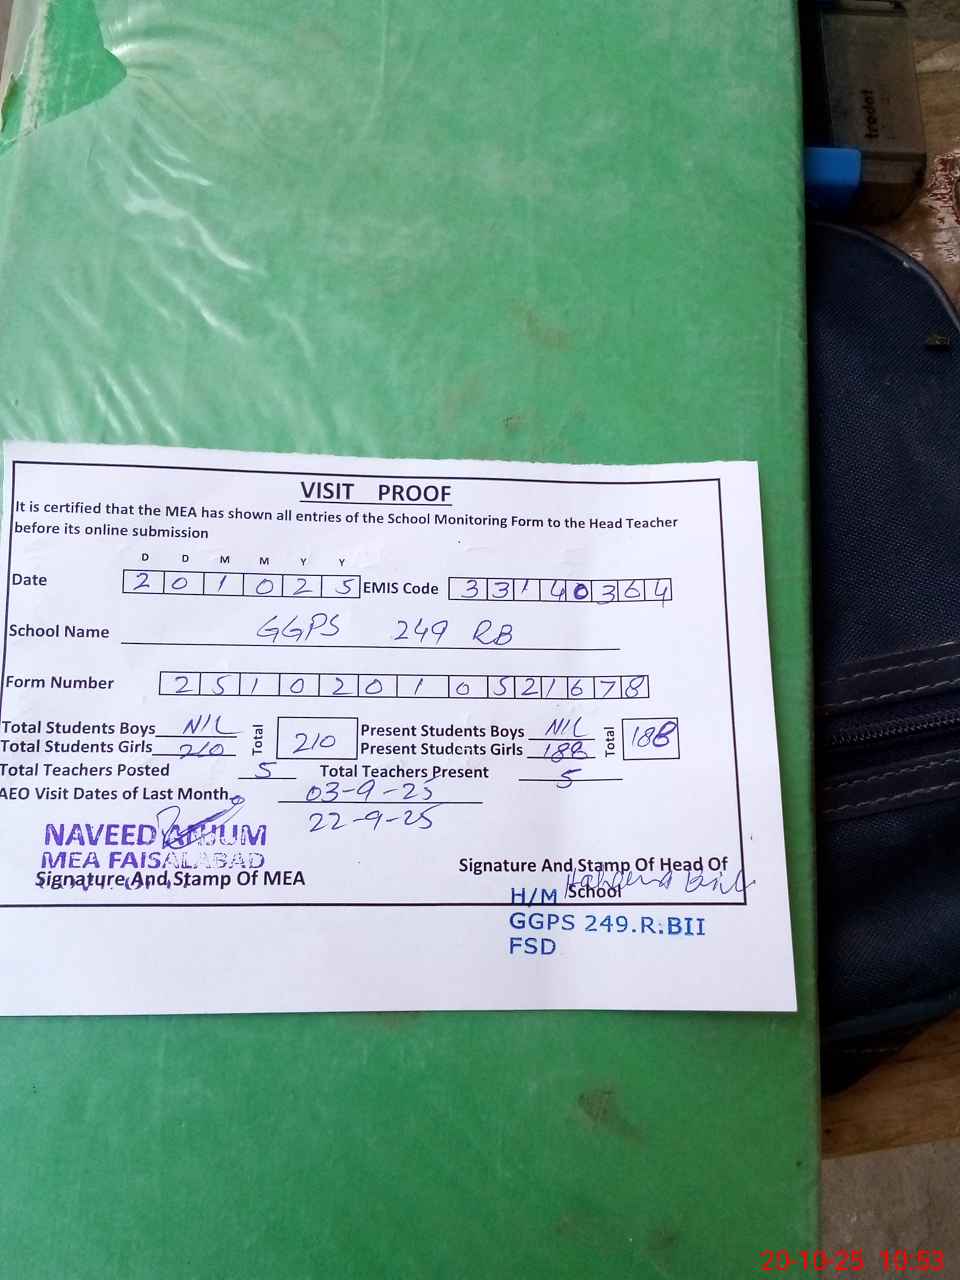 trodat
VISIT PROOF
It is certified that the MEA has shown all entries of the School Monitoring Form to the Head Teacher
before its online submission
D D M M Y Y
Date 2 0 1 0 2 5 EMIS Code 3 3 1 4 0 3 6 4
School Name GGPS 249 RB
Form Number 2 5 1 0 2 0 1 0 5 2 1 6 7 8
Total Students Boys NIL Total 210 Present Students Boys NIL Total 188
Total Students Girls 210 Present Students Girls 188
Total Teachers Posted 5 Total Teachers Present 5
AEO Visit Dates of Last Month 03-9-25
22-9-25
NAVEED ANJUM
MEA FAISALABAD
Signature And Stamp Of MEA
Signature And Stamp Of Head Of
School
H/M
GGPS 249.R.BII
FSD
20-10-25 10:53